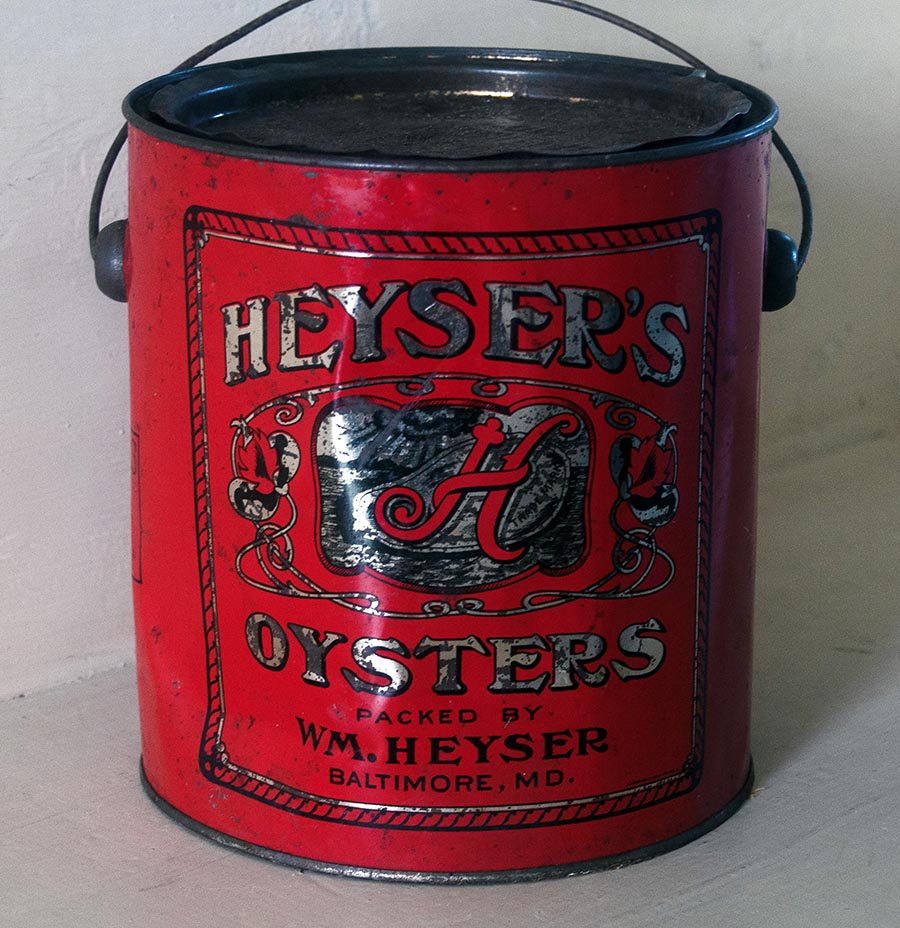 HEYSER'S
H
OYSTERS
PACKED BY
WM. HEYSER
BALTIMORE, MD.